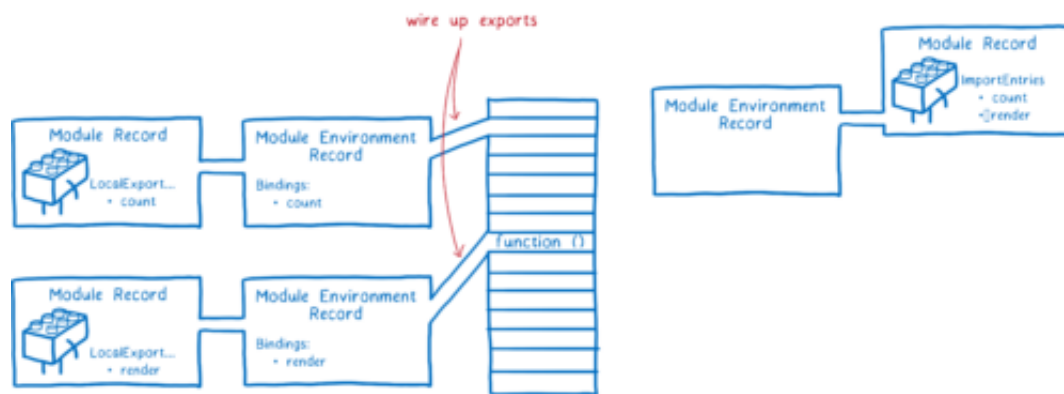 wire up exports
Module Record
LocalExport...
• count
Module Environment
Record
Bindings:
• count
function ()
Module Record
LocalExport...
• render
Module Environment
Record
Bindings:
• render
Module Environment
Record
Module Record
ImportEntries
• count
• render